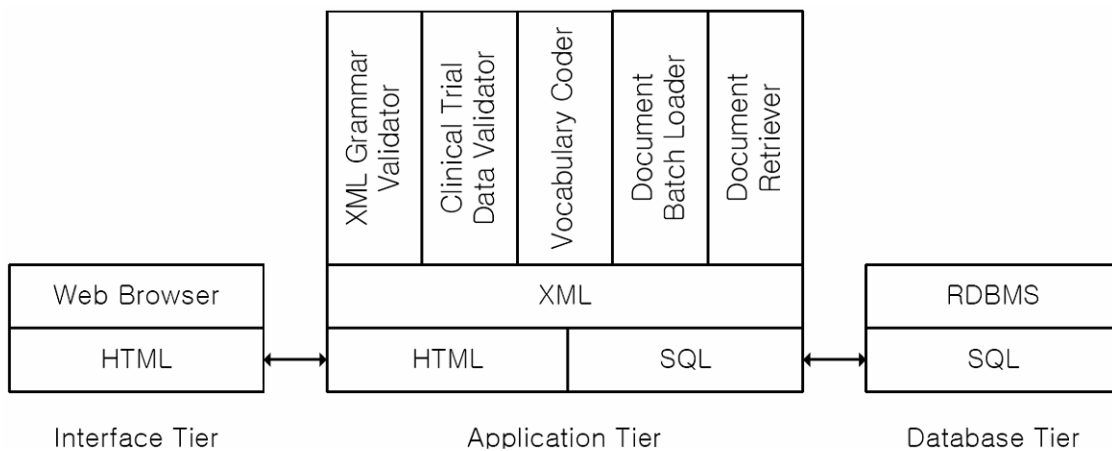 XML Grammar
Validator
Clinical Trial
Data Validator
Vocabulary Coder
Document
Batch Loader
Document
Retriever
Web Browser
XML
RDBMS
HTML
HTML
SQL
SQL
Interface Tier
Application Tier
Database Tier